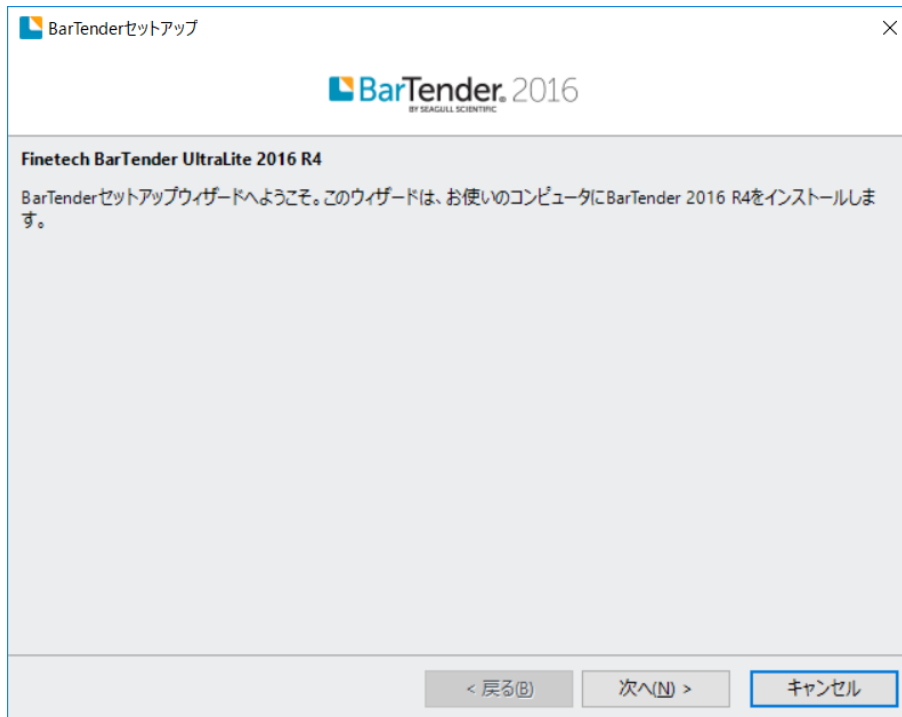 BarTenderセットアップ
BarTender® 2016
BY SEAGULL SCIENTIFIC
Finetech BarTender UltraLite 2016 R4
BarTenderセットアップウィザードへようこそ。このウィザードは、お使いのコンピュータにBarTender 2016 R4をインストールしま
す。
< 戻る(B)
次へ(N) >
キャンセル